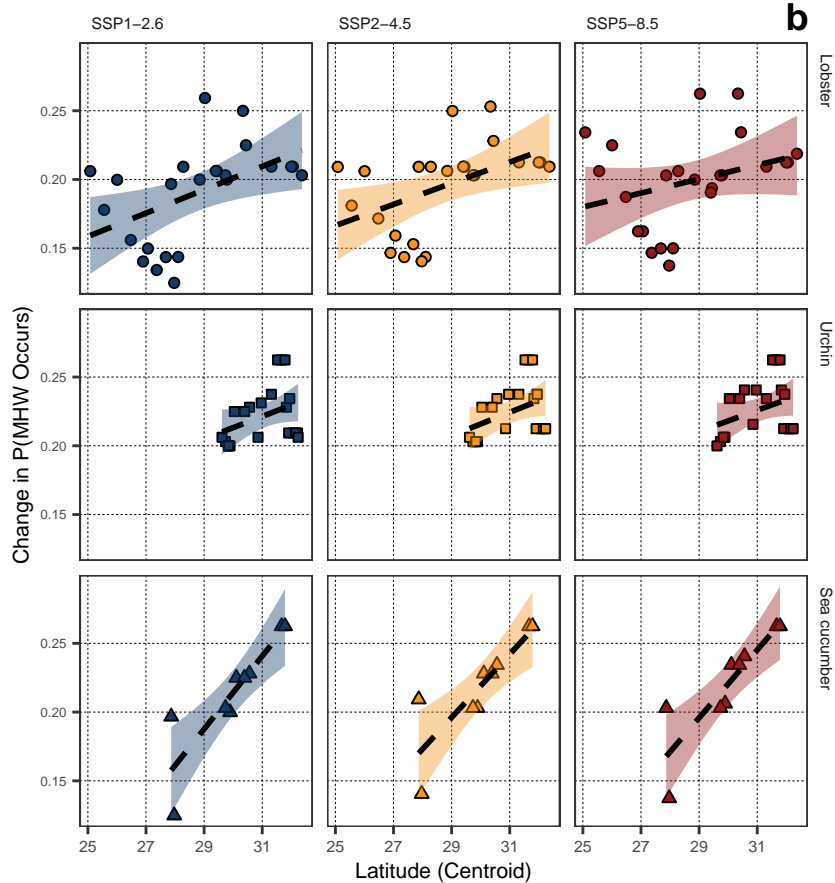 SSP1−2.6 SSP2−4.5 SSP5−8.5 b
Lobster
0.25
0.20
0.15
Urchin
0.25
0.20
0.15
Sea cucumber
0.25
0.20
0.15
Change in P(MHW Occurs)
25 27 29 31 25 27 29 31 25 27 29 31
Latitude (Centroid)